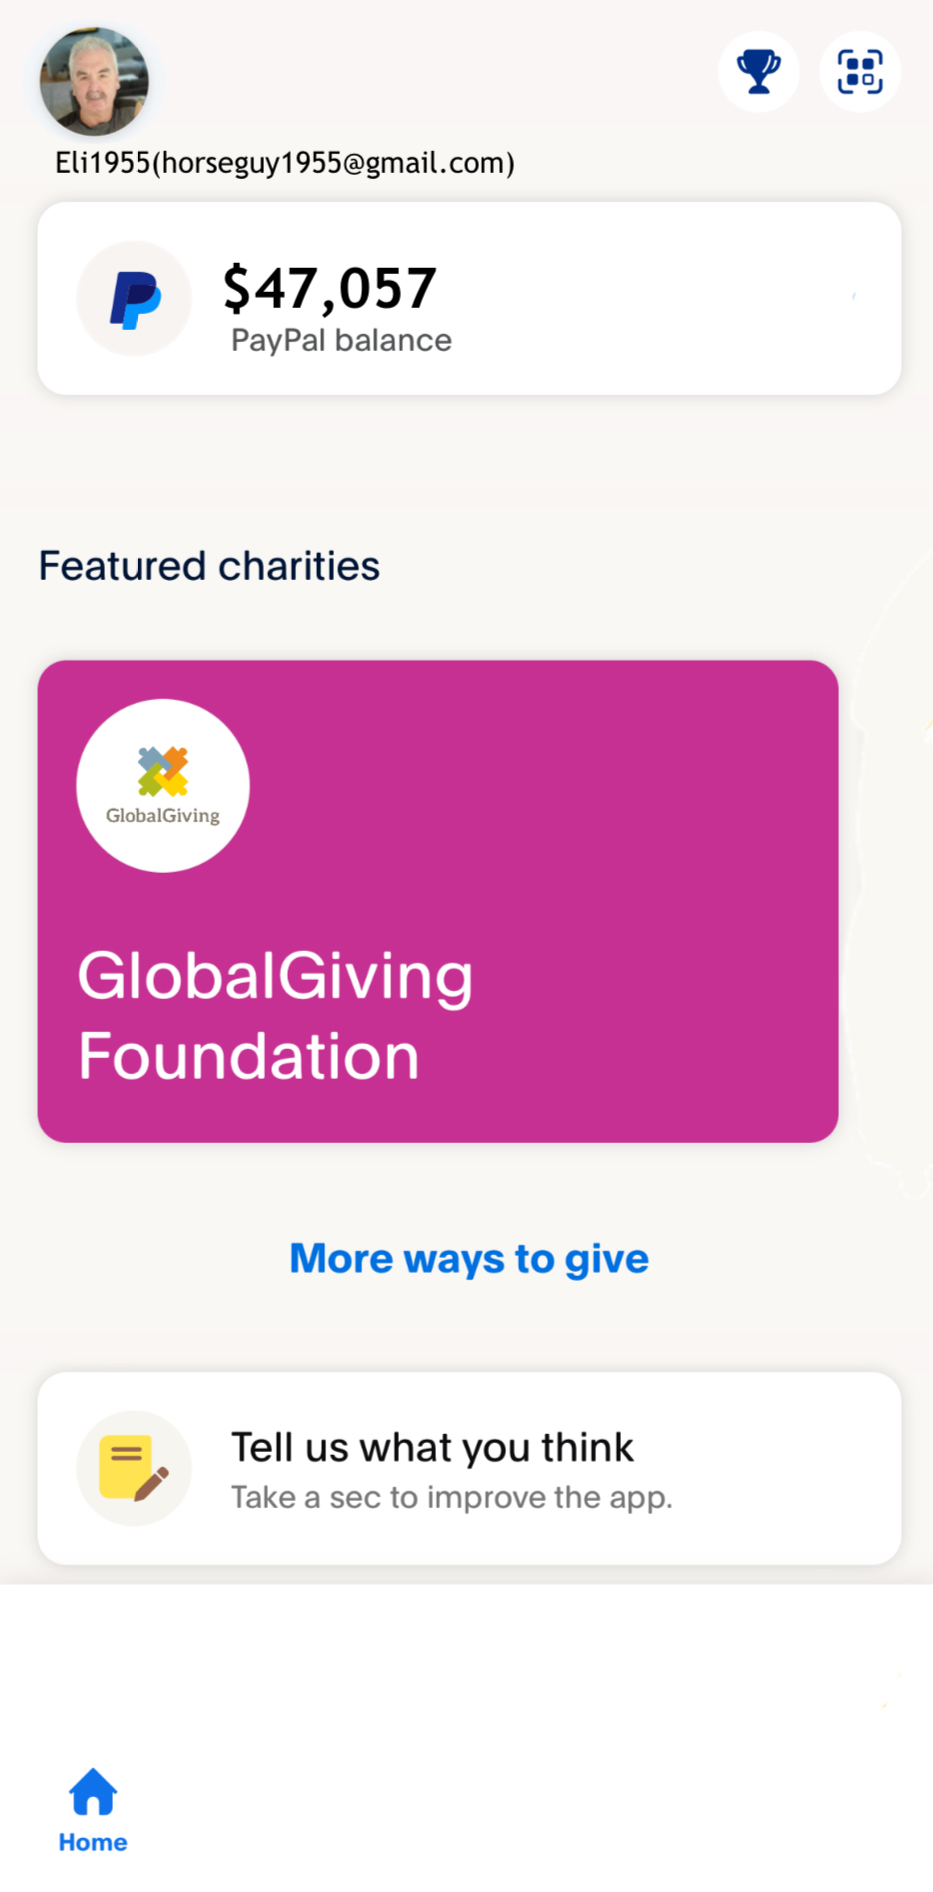 Eli1955(horseguy1955@gmail.com)
$47,057
PayPal balance
Featured charities
GlobalGiving
GlobalGiving
Foundation
More ways to give
Tell us what you think
Take a sec to improve the app.
Home